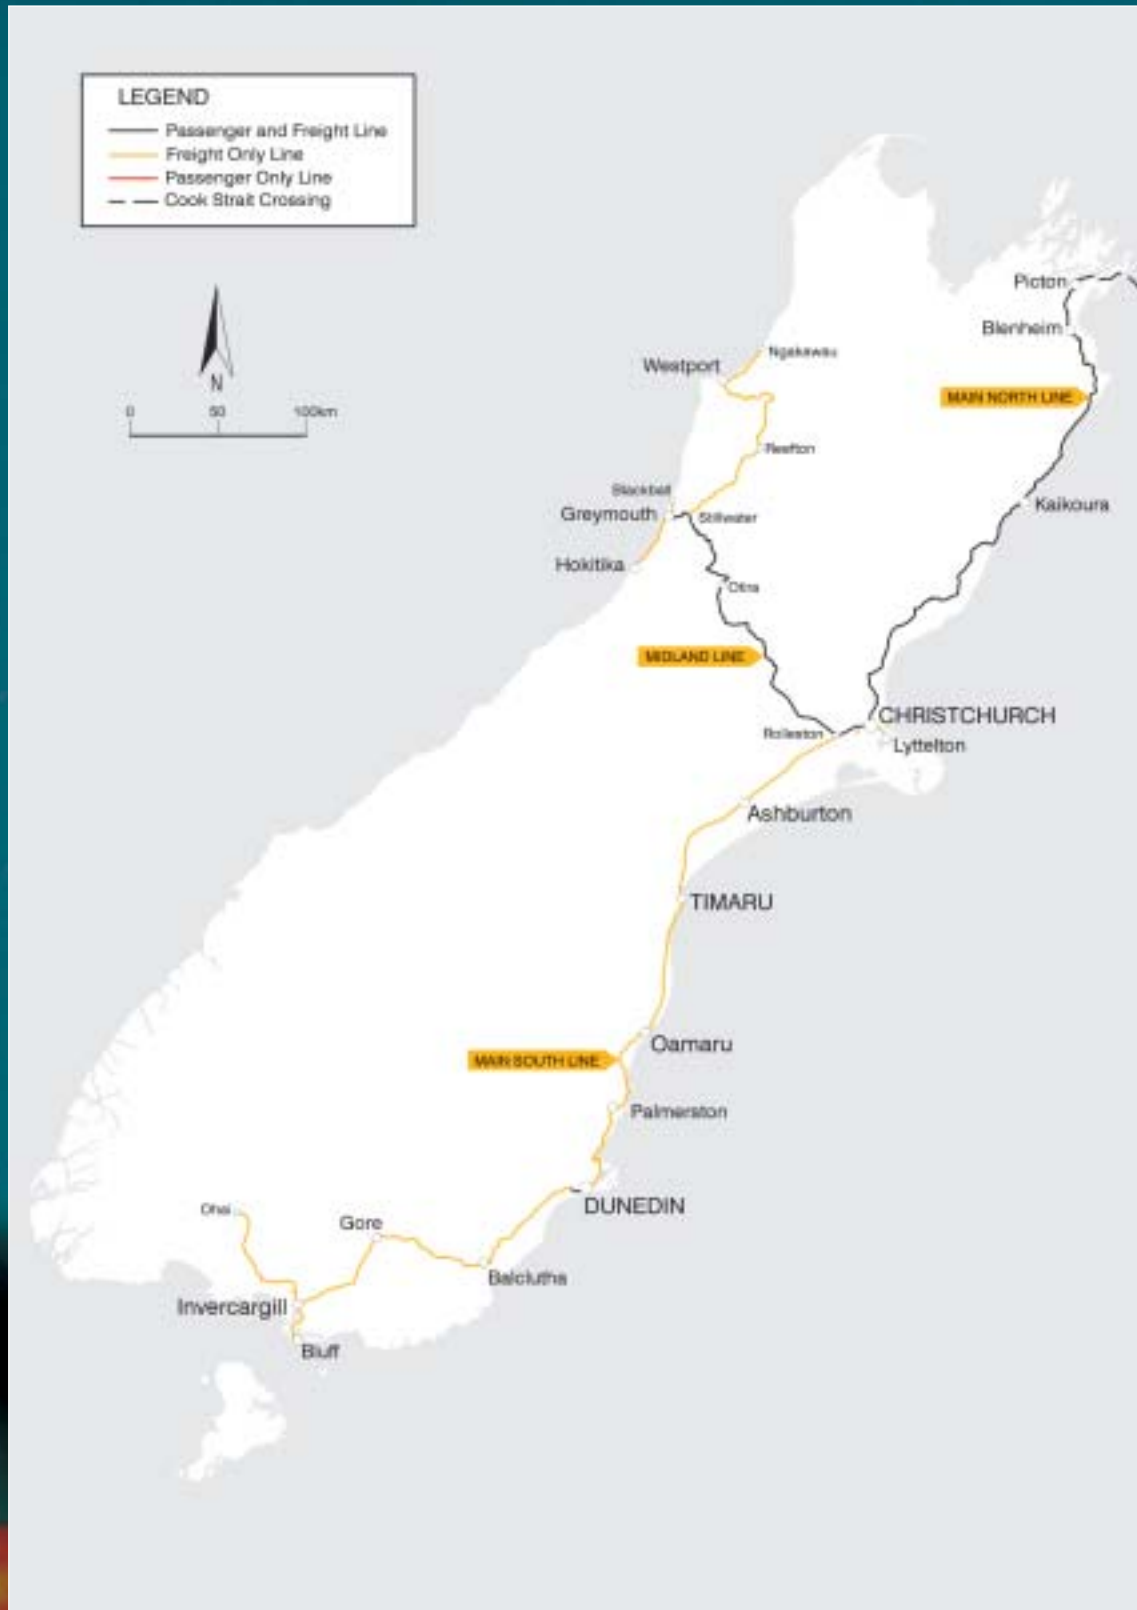 LEGEND
Passenger and Freight Line
Freight Only Line
Passenger Only Line
Cook Strait Crossing
N
0 50 100km
Picton
Blenheim
Ngakawau
Westport
MAIN NORTH LINE
Reefton
Blackball
Kaikoura
Greymouth
Stillwater
Hokitika
Otira
MIDLAND LINE
CHRISTCHURCH
Rolleston
Lyttelton
Ashburton
TIMARU
Oamaru
MAIN SOUTH LINE
Palmerston
DUNEDIN
Ohai
Gore
Balclutha
Invercargill
Bluff